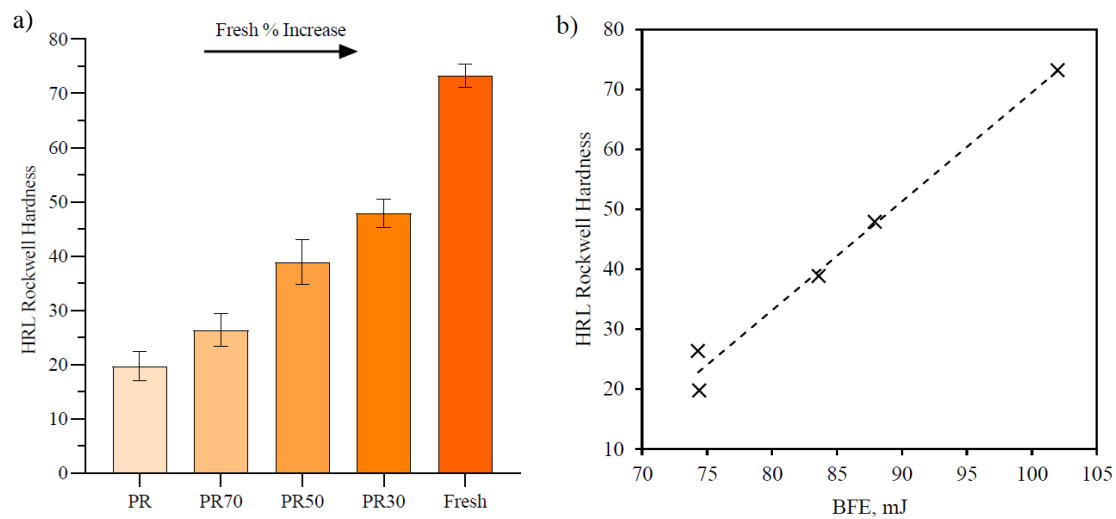 a)
Fresh % Increase
HRL Rockwell Hardness
80
70
60
50
40
30
20
10
0
PR PR70 PR50 PR30 Fresh
b)
HRL Rockwell Hardness
80
70
60
50
40
30
20
10
70 75 80 85 90 95 100 105
BFE, mJ